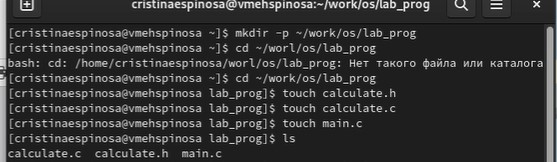 cristinaespinosa@vmehspinosa:~/work/os/lab_prog
[cristinaespinosa@vmehspinosa ~]$ mkdir -p ~/work/os/lab_prog
[cristinaespinosa@vmehspinosa ~]$ cd ~/worl/os/lab_prog
bash: cd: /home/cristinaespinosa/worl/os/lab_prog: Нет такого файла или каталога
[cristinaespinosa@vmehspinosa ~]$ cd ~/work/os/lab_prog
[cristinaespinosa@vmehspinosa lab_prog]$ touch calculate.h
[cristinaespinosa@vmehspinosa lab_prog]$ touch calculate.c
[cristinaespinosa@vmehspinosa lab_prog]$ touch main.c
[cristinaespinosa@vmehspinosa lab_prog]$ ls
calculate.c  calculate.h  main.c